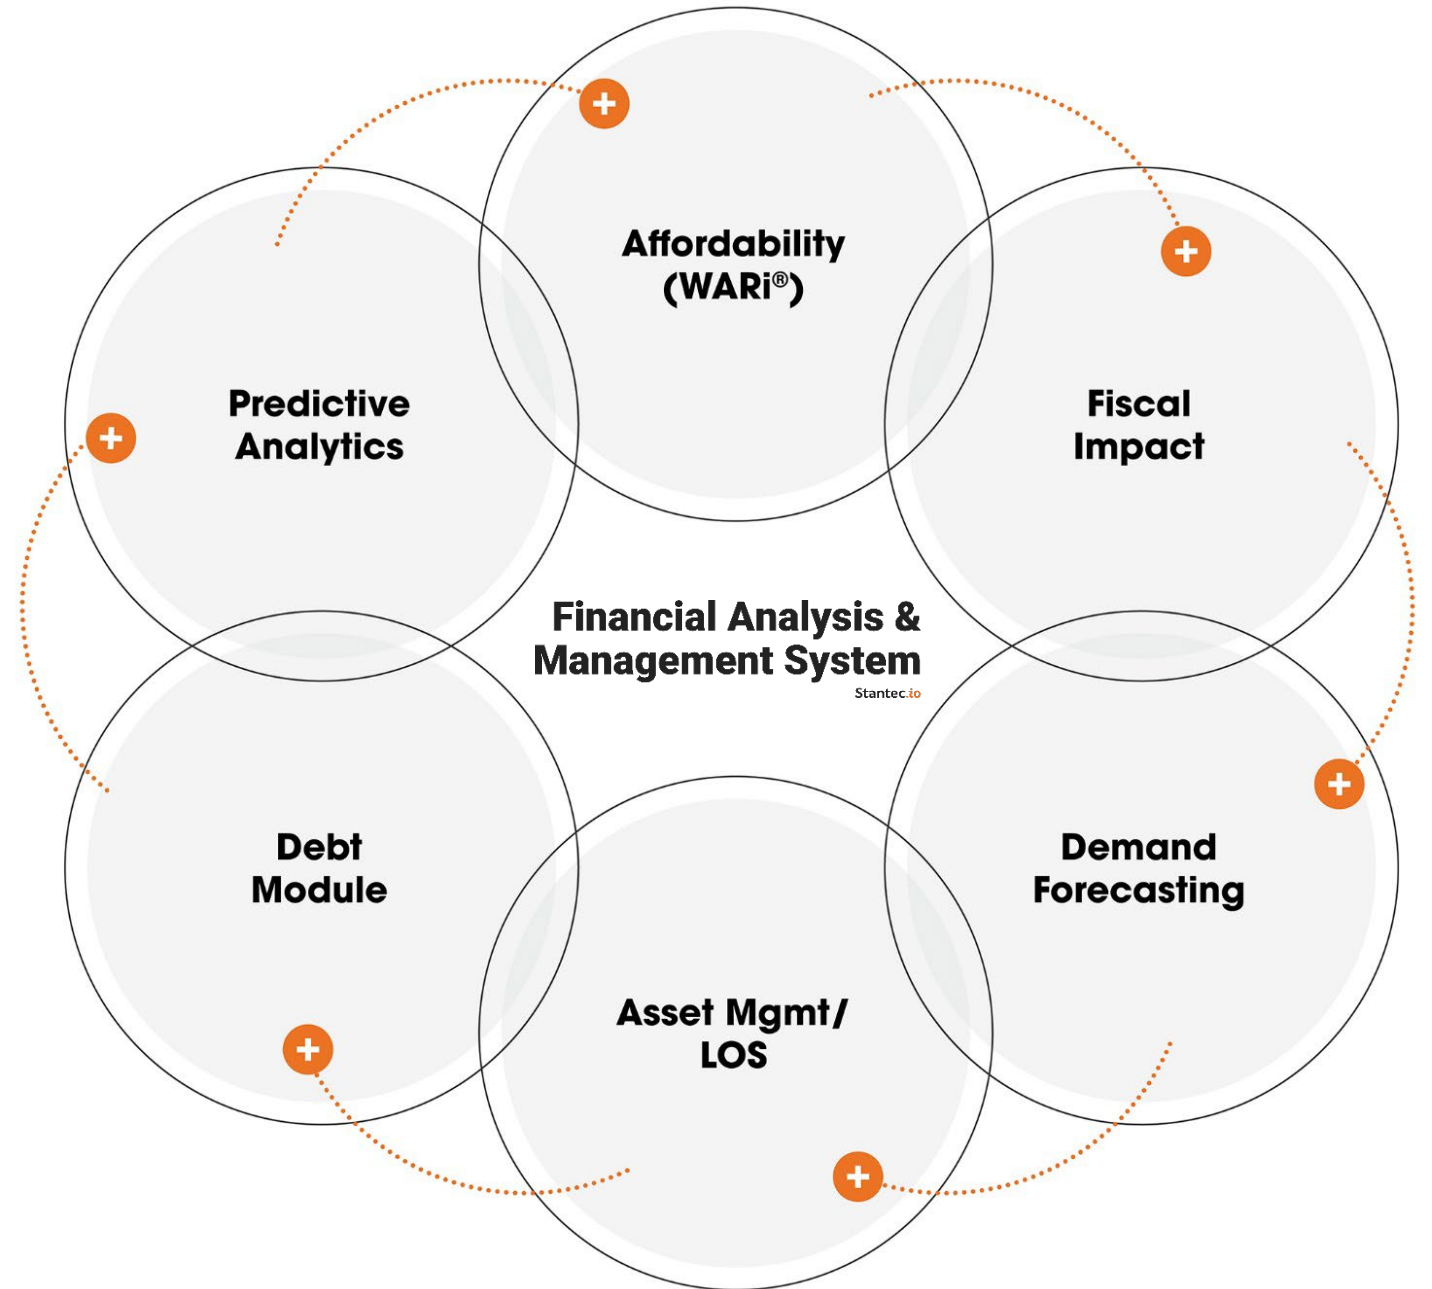 Affordability
(WARi®)
Predictive
Analytics
Fiscal
Impact
Financial Analysis &
Management System
Stantec.io
Debt
Module
Demand
Forecasting
Asset Mgmt/
LOS